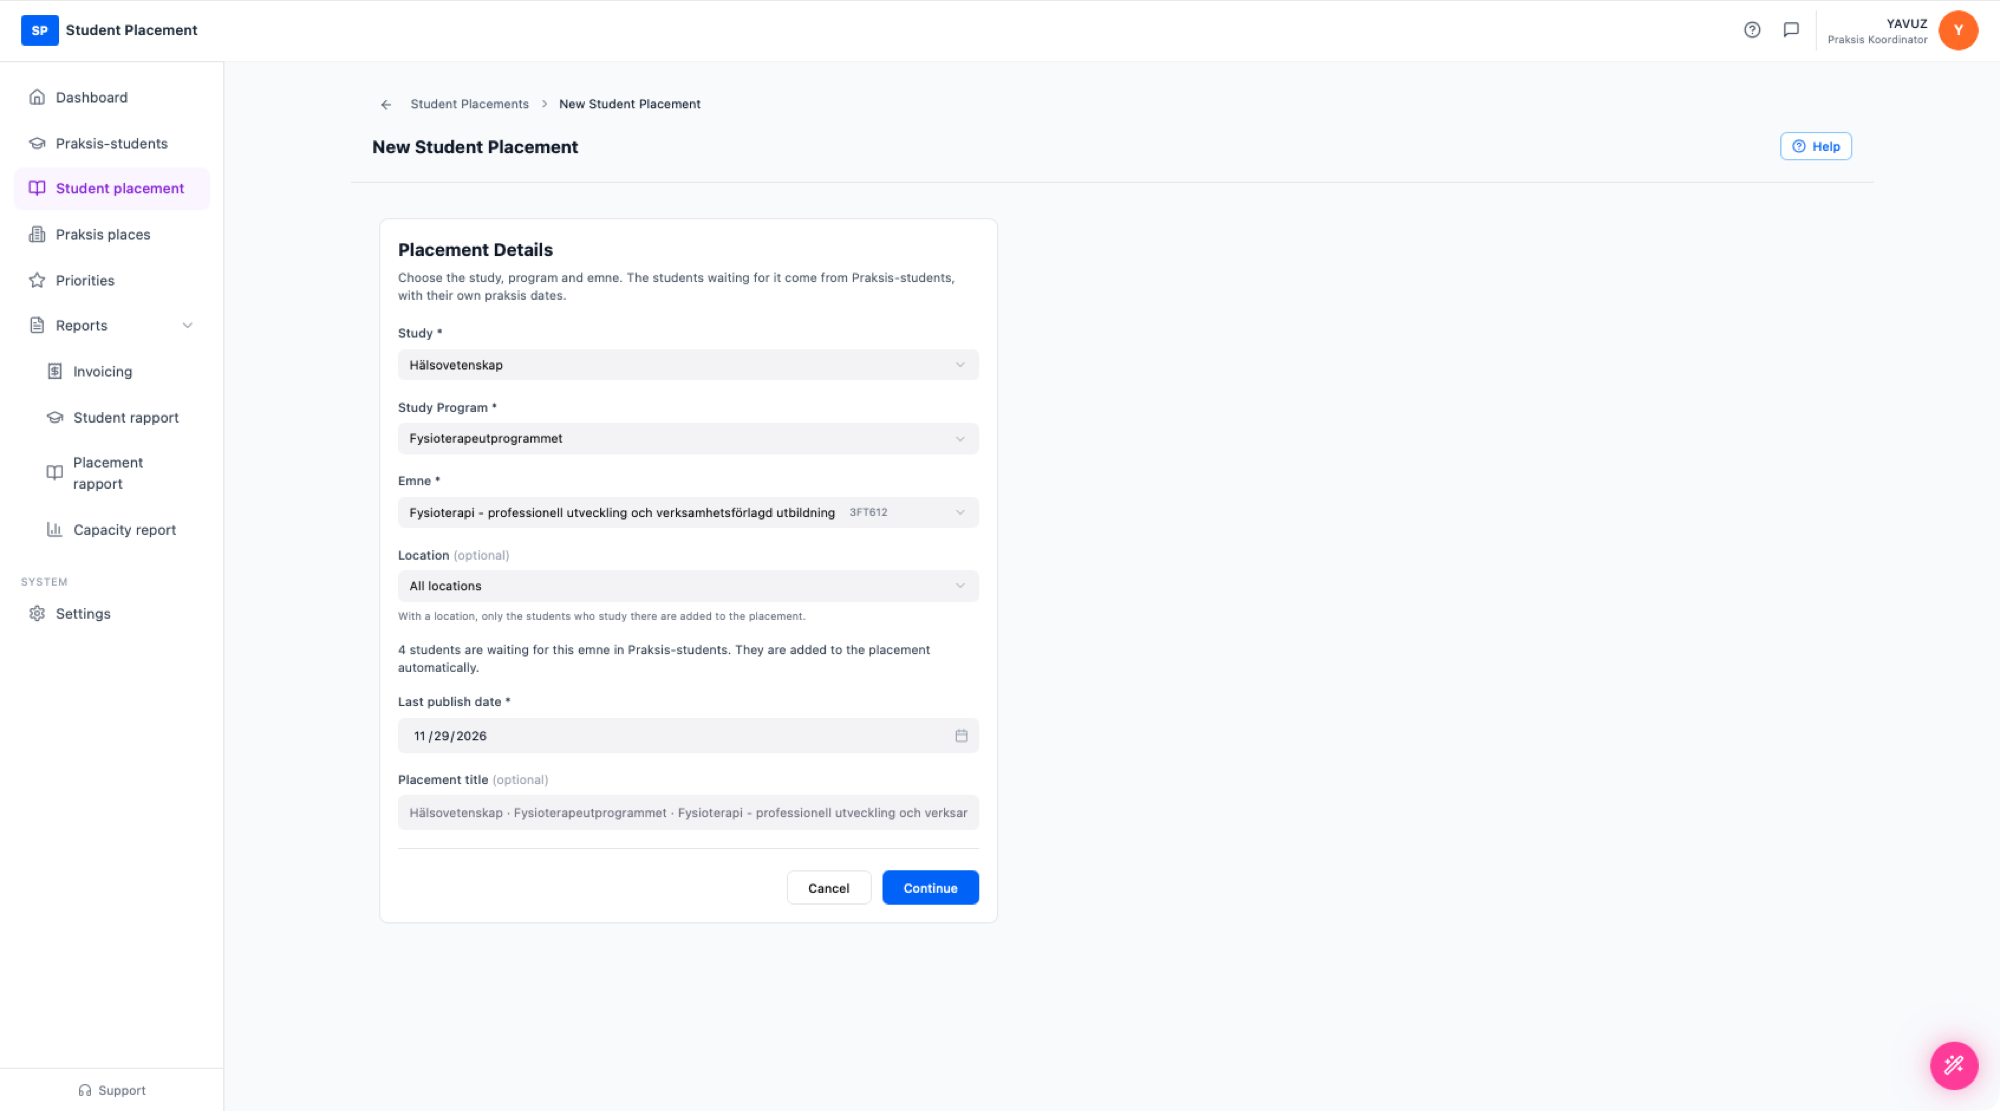 SP Student Placement
YAVUZ
Praksis Koordinator
Y
Dashboard
Praksis-students
Student placement
Praksis places
Priorities
Reports
Invoicing
Student rapport
Placement
rapport
Capacity report
SYSTEM
Settings
Support
Student Placements > New Student Placement
New Student Placement
Help
Placement Details
Choose the study, program and emne. The students waiting for it come from Praksis-students,
with their own praksis dates.
Study *
Hälsovetenskap
Study Program *
Fysioterapeutprogrammet
Emne *
Fysioterapi - professionell utveckling och verksamhetsförlagd utbildning 3FT612
Location (optional)
All locations
With a location, only the students who study there are added to the placement.
4 students are waiting for this emne in Praksis-students. They are added to the placement
automatically.
Last publish date *
11/29/2026
Placement title (optional)
Hälsovetenskap · Fysioterapeutprogrammet · Fysioterapi - professionell utveckling och verksar
Cancel
Continue